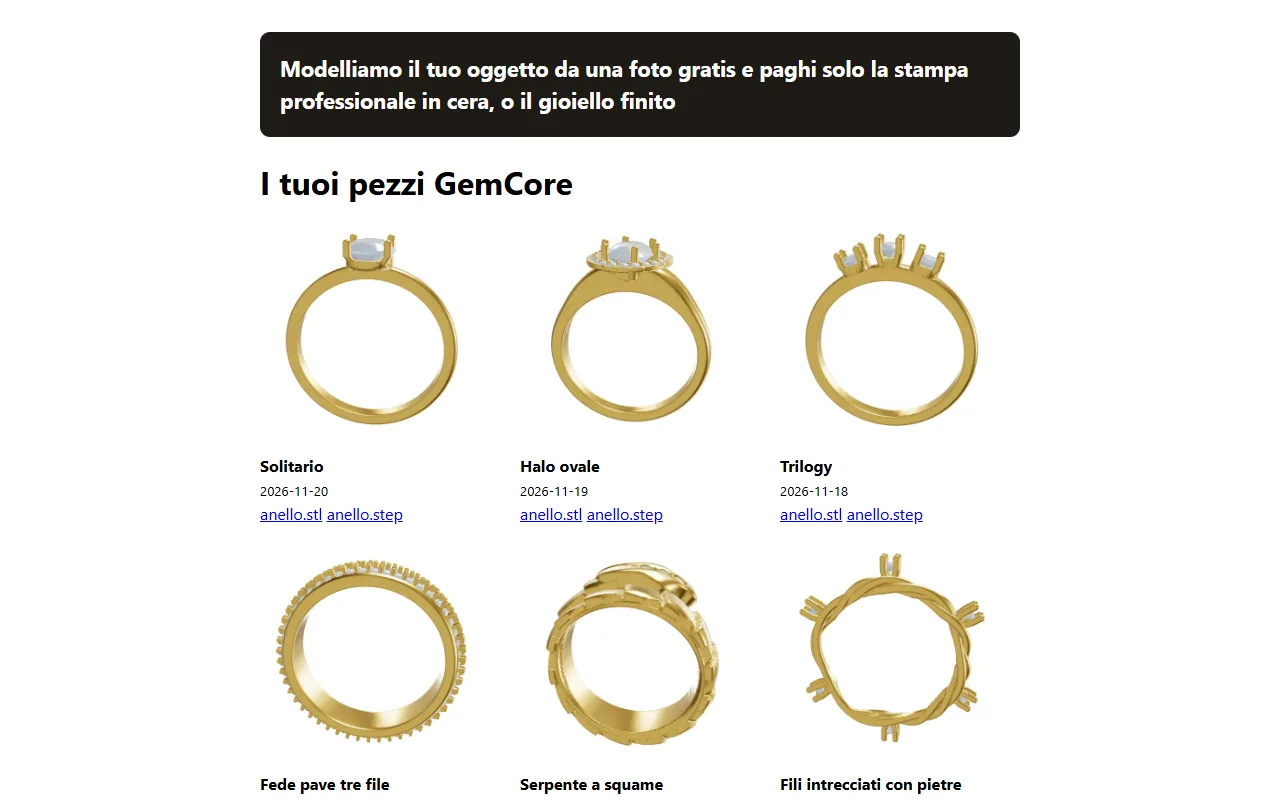 Modelliamo il tuo oggetto da una foto gratis e paghi solo la stampa
professionale in cera, o il gioiello finito
I tuoi pezzi GemCore
Solitario
2026-11-20
anello.stl anello.step
Halo ovale
2026-11-19
anello.stl anello.step
Trilogy
2026-11-18
anello.stl anello.step
Fede pave tre file
Serpente a squame
Fili intrecciati con pietre